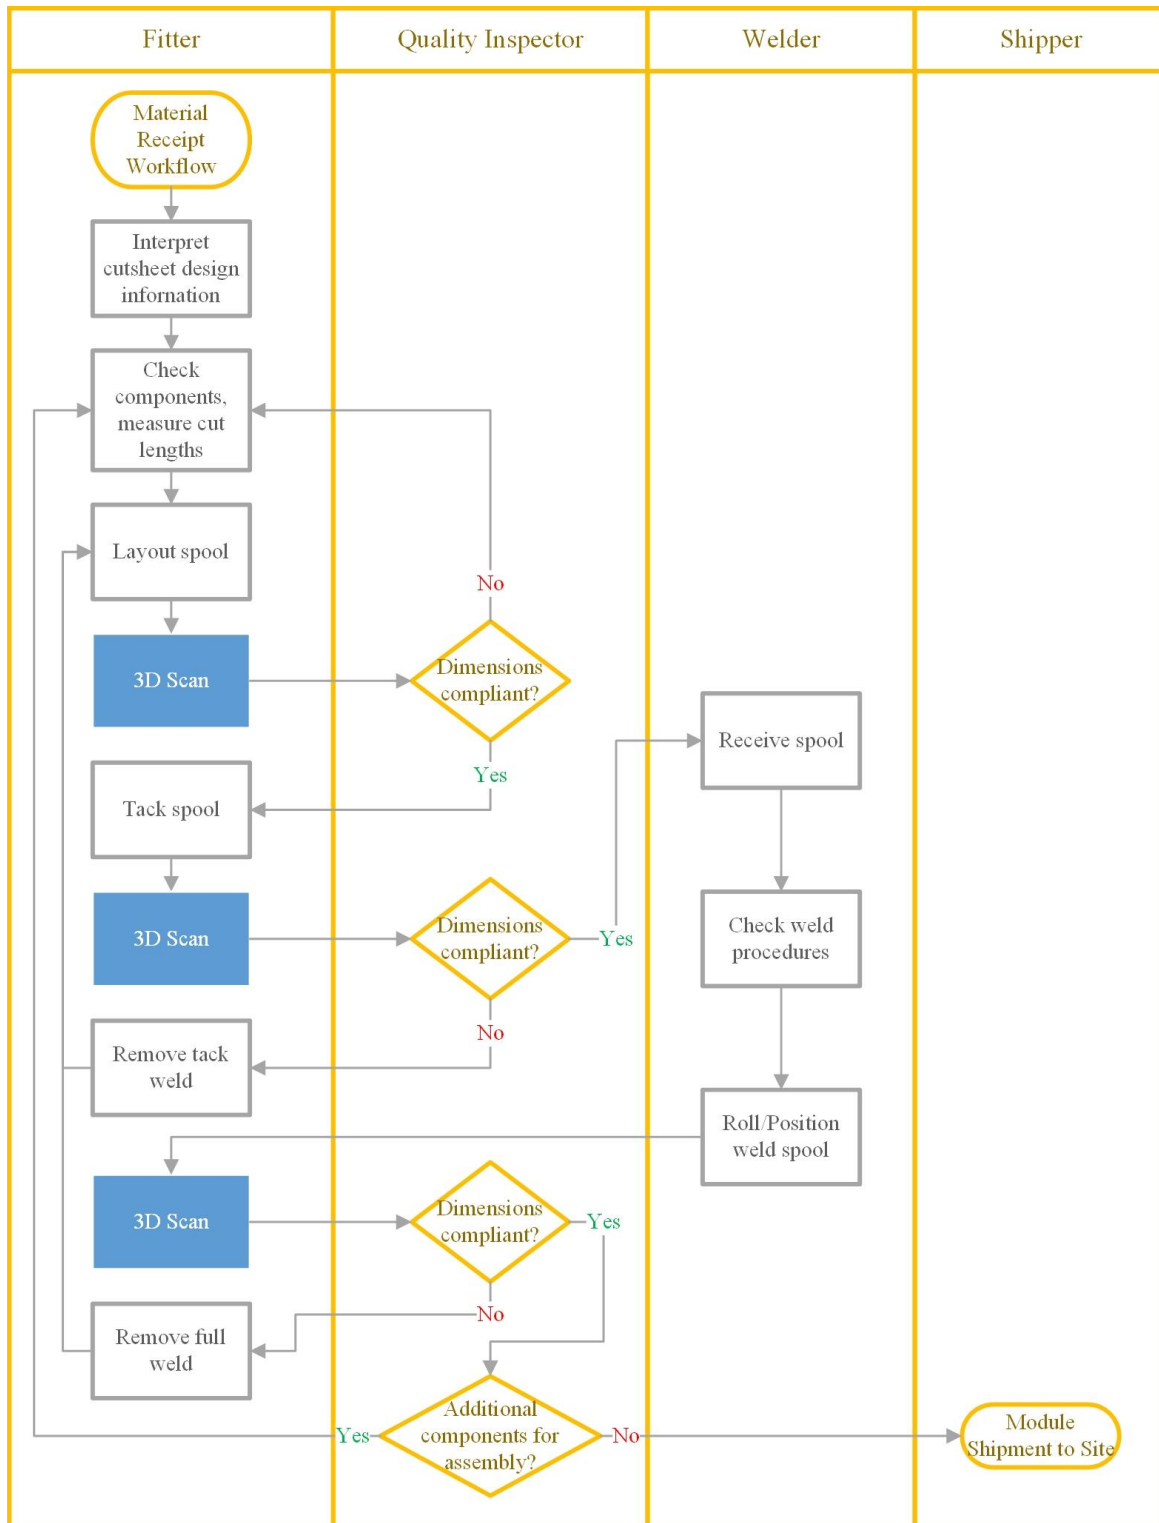 Fitter
Quality Inspector
Welder
Shipper
Material
Receipt
Workflow
Interpret
cutsheet design
infornation
Check
components,
measure cut
lengths
Layout spool
No
3D Scan
Dimensions
compliant?
Yes
Receive spool
Tack spool
3D Scan
Dimensions
compliant?
Yes
Check weld
procedures
No
Remove tack
weld
Roll/Position
weld spool
3D Scan
Dimensions
compliant?
Yes
No
Remove full
weld
Additional
components for
assembly?
Yes
No
Module
Shipment to Site